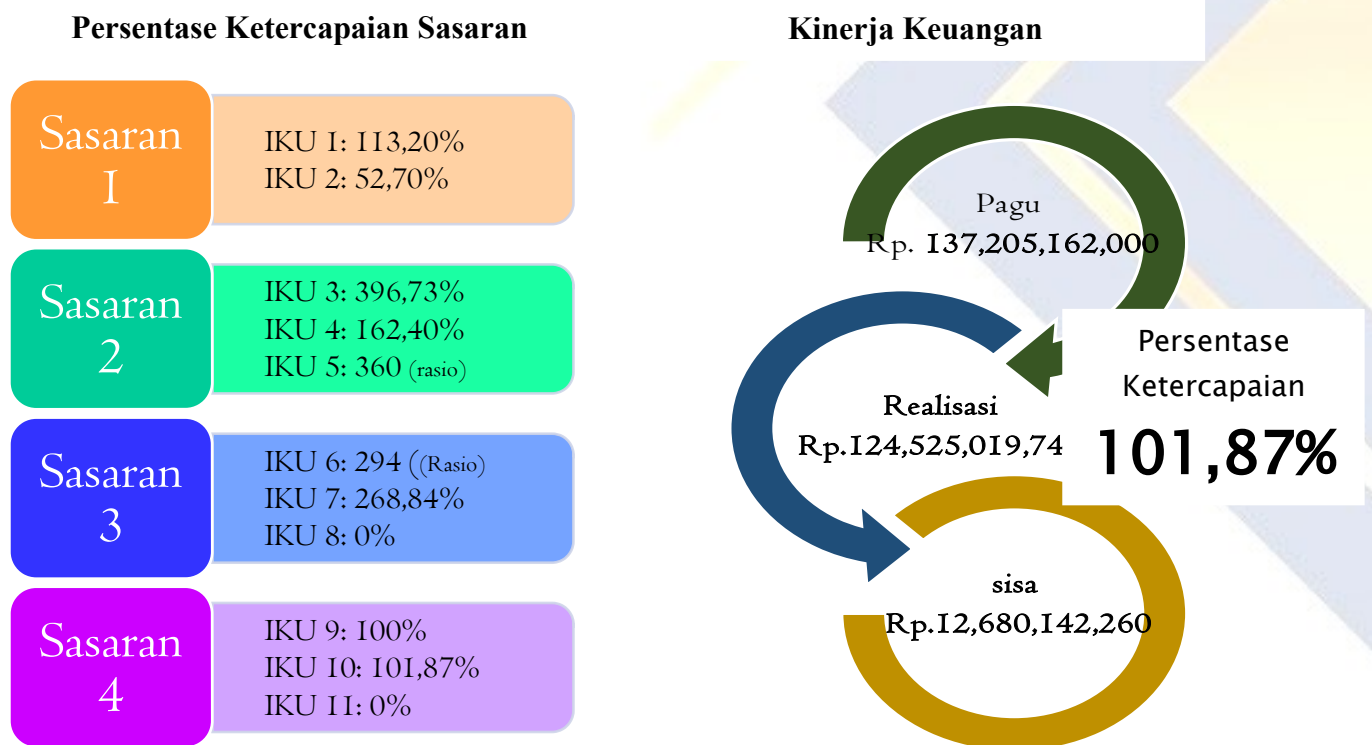 Persentase Ketercapaian Sasaran
Sasaran
1
IKU 1: 113,20%
IKU 2: 52,70%
Sasaran
2
IKU 3: 396,73%
IKU 4: 162,40%
IKU 5: 360 (rasio)
Sasaran
3
IKU 6: 294 ((Rasio)
IKU 7: 268,84%
IKU 8: 0%
Sasaran
4
IKU 9: 100%
IKU 10: 101,87%
IKU 11: 0%
Kinerja Keuangan
Pagu
Rp. 137,205,162,000
Realisasi
Rp.124,525,019,74
Persentase
Ketercapaian
101,87%
sisa
Rp.12,680,142,260